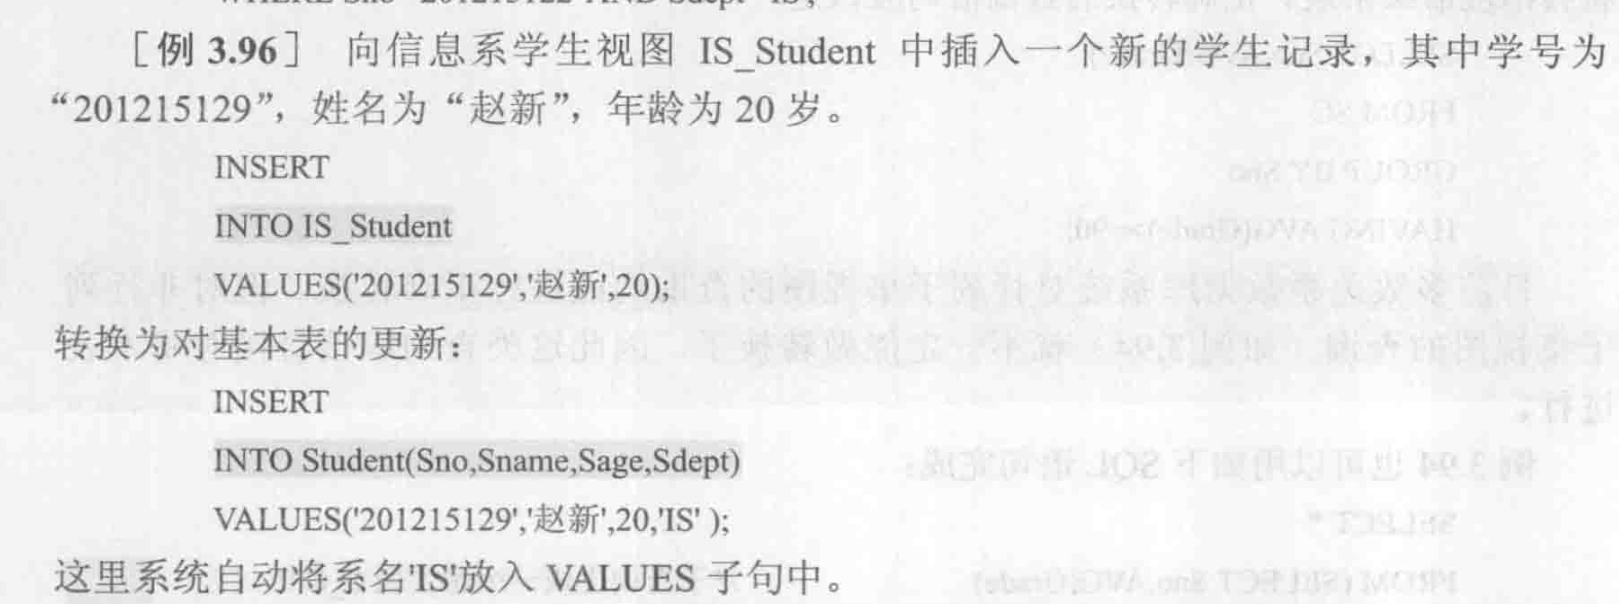 [例 3.96] 向信息系学生视图 IS_Student 中插入一个新的学生记录，其中学号为
“201215129”，姓名为“赵新”，年龄为 20 岁。
INSERT
INTO IS_Student
VALUES('201215129','赵新',20);
转换为对基本表的更新：
INSERT
INTO Student(Sno,Sname,Sage,Sdept)
VALUES('201215129','赵新',20,'IS' );
这里系统自动将系名'IS'放入 VALUES 子句中。